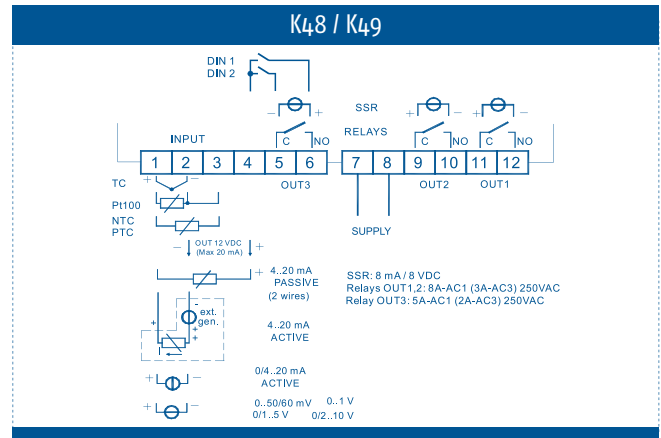 K48 / K49
DIN 1
DIN 2
− + SSR + − + −
INPUT RELAYS
C NO C NO C NO
1 2 3 4 5 6 7 8 9 10 11 12
TC + −
OUT3 OUT2 OUT1
Pt100
NTC
PTC
SUPPLY
− OUT 12 VDC +
(Max 20 mA)
+ 4..20 mA
PASSIVE
(2 wires)
SSR: 8 mA / 8 VDC
Relays OUT1,2: 8A-AC1 (3A-AC3) 250VAC
Relay OUT3: 5A-AC1 (2A-AC3) 250VAC
-
ext.
gen.
+
+
+
I
4..20 mA
ACTIVE
+ −
0/4..20 mA
ACTIVE
+ −
0..50/60 mV 0..1 V
0/1..5 V 0/2..10 V